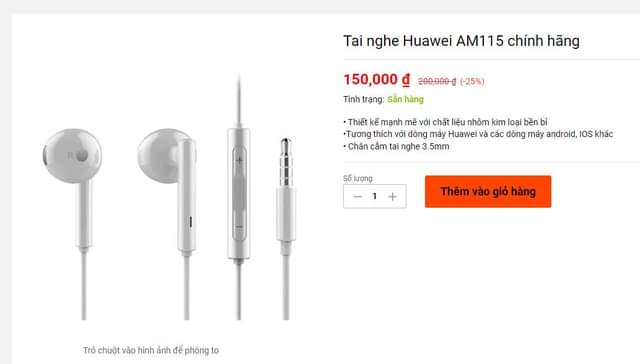 Tai nghe Huawei AM115 chính hãng
150,000 ₫ 200,000 ₫ (-25%)
Tình trạng: Sẵn hàng
• Thiết kế mạnh mẽ với chất liệu nhôm kim loại bền bỉ
•Tương thích với dòng máy Huawei và các dòng máy android, IOS khác
• Chân cắm tai nghe 3.5mm
Số lượng
− 1 +
Thêm vào giỏ hàng
Trỏ chuột vào hình ảnh để phóng to